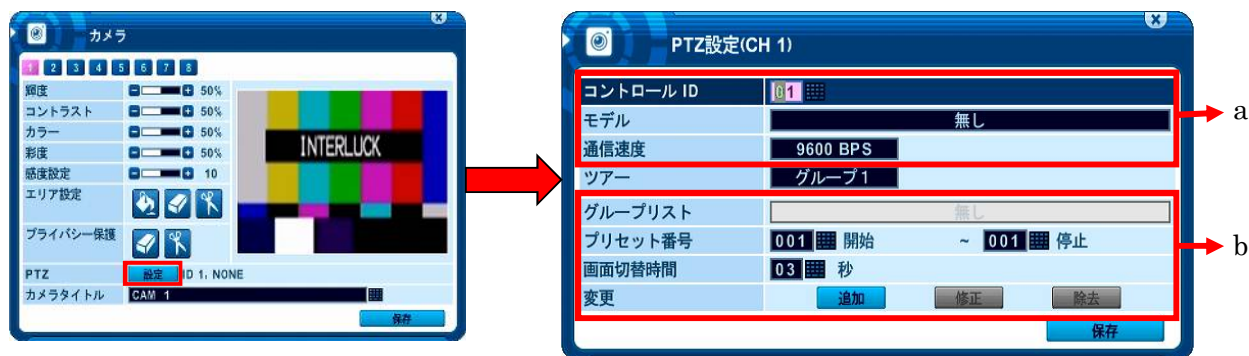 カメラ
1 2 3 4 5 6 7 8
輝度 50%
コントラスト 50%
カラー 50%
彩度 50%
感度設定 10
エリア設定
プライバシー保護
PTZ 設定 ID 1, NONE
カメラタイトル CAM 1
保存
INTERLUCK
PTZ設定(CH 1)
コントロール ID 01
モデル 無し
通信速度 9600 BPS
ツアー グループ1
グループリスト 無し
プリセット番号 001 開始 ~ 001 停止
画面切替時間 03 秒
変更 追加 修正 除去
保存
a
b